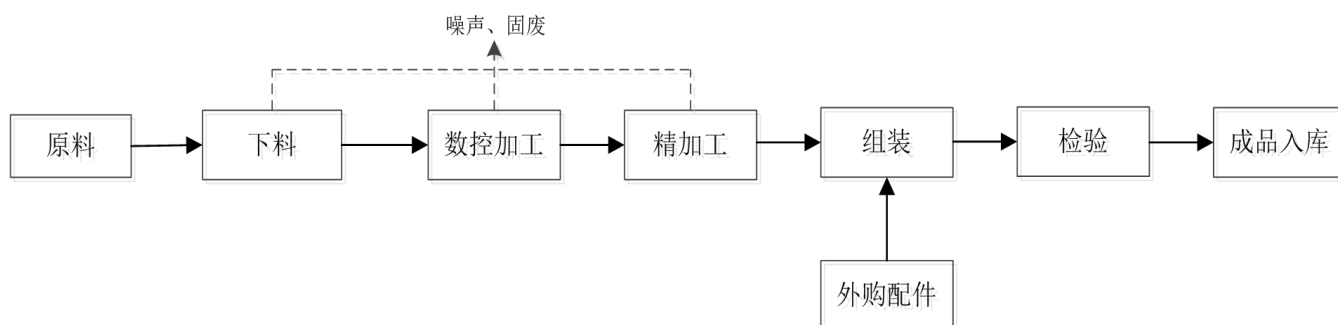 噪声、固废
原料
下料
数控加工
精加工
组装
检验
成品入库
外购配件